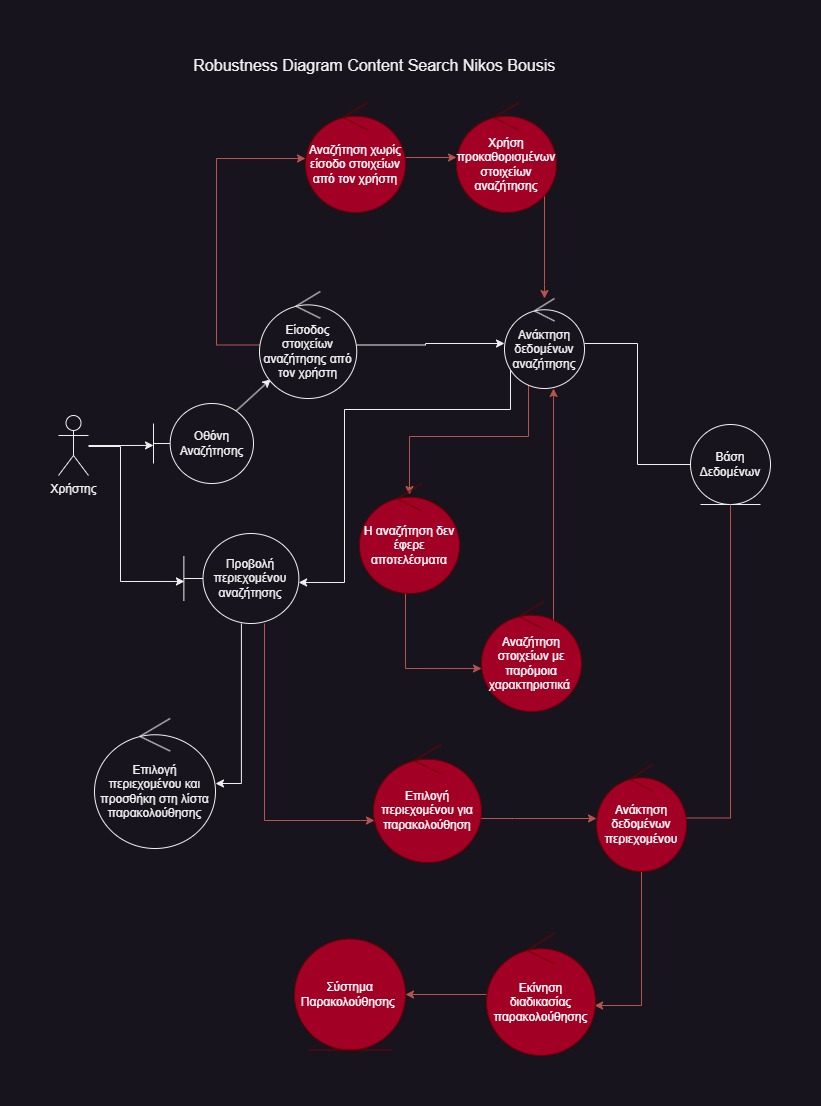 Robustness Diagram Content Search Nikos Bousis
Αναζήτηση χωρίς
είσοδο στοιχείων
από τον χρήστη
Χρήση
προκαθορισμένων
στοιχείων
αναζήτησης
Είσοδος
στοιχείων
αναζήτησης από
τον χρήστη
Ανάκτηση
δεδομένων
αναζήτησης
Οθόνη
Αναζήτησης
Χρήστης
Βάση
Δεδομένων
Η αναζήτηση δεν
έφερε
αποτελέσματα
Προβολή
περιεχομένου
αναζήτησης
Αναζήτηση
στοιχείων με
παρόμοια
χαρακτηριστικά
Επιλογή
περιεχομένου και
προσθήκη στη λίστα
παρακολούθησης
Επιλογή
περιεχομένου για
παρακολούθηση
Ανάκτηση
δεδομένων
περιεχομένου
Σύστημα
Παρακολούθησης
Εκίνηση
διαδικασίας
παρακολούθησης